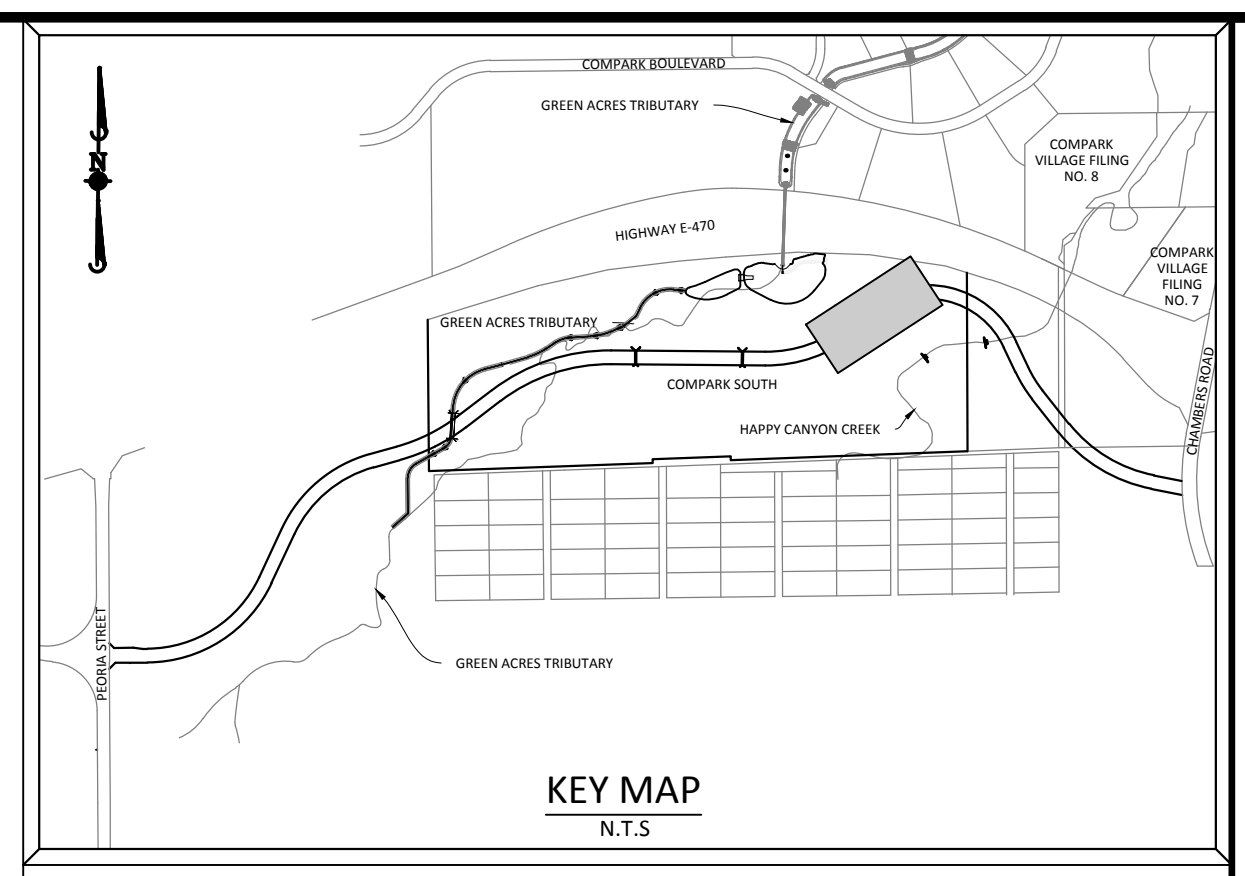 COMPARK BOULEVARD
GREEN ACRES TRIBUTARY
N
COMPARK
VILLAGE FILING
NO. 8
HIGHWAY E-470
COMPARK
VILLAGE
FILING
NO. 7
GREEN ACRES TRIBUTARY
COMPARK SOUTH
HAPPY CANYON CREEK
CHAMBERS ROAD
PEORIA STREET
GREEN ACRES TRIBUTARY
KEY MAP
N.T.S